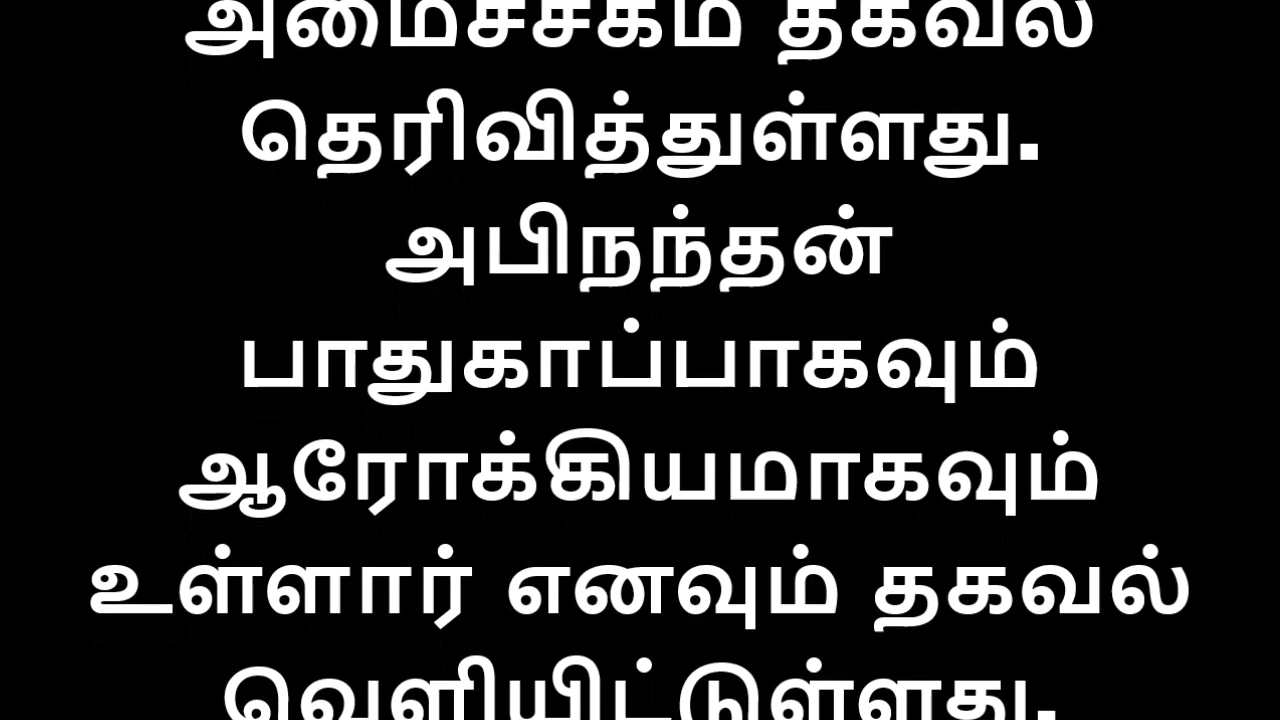 அமைச்சகம் தகவல்
தெரிவித்துள்ளது.
அபிநந்தன்
பாதுகாப்பாகவும்
ஆரோக்கியமாகவும்
உள்ளார் எனவும் தகவல்
வெளியிட்டுள்ளது.